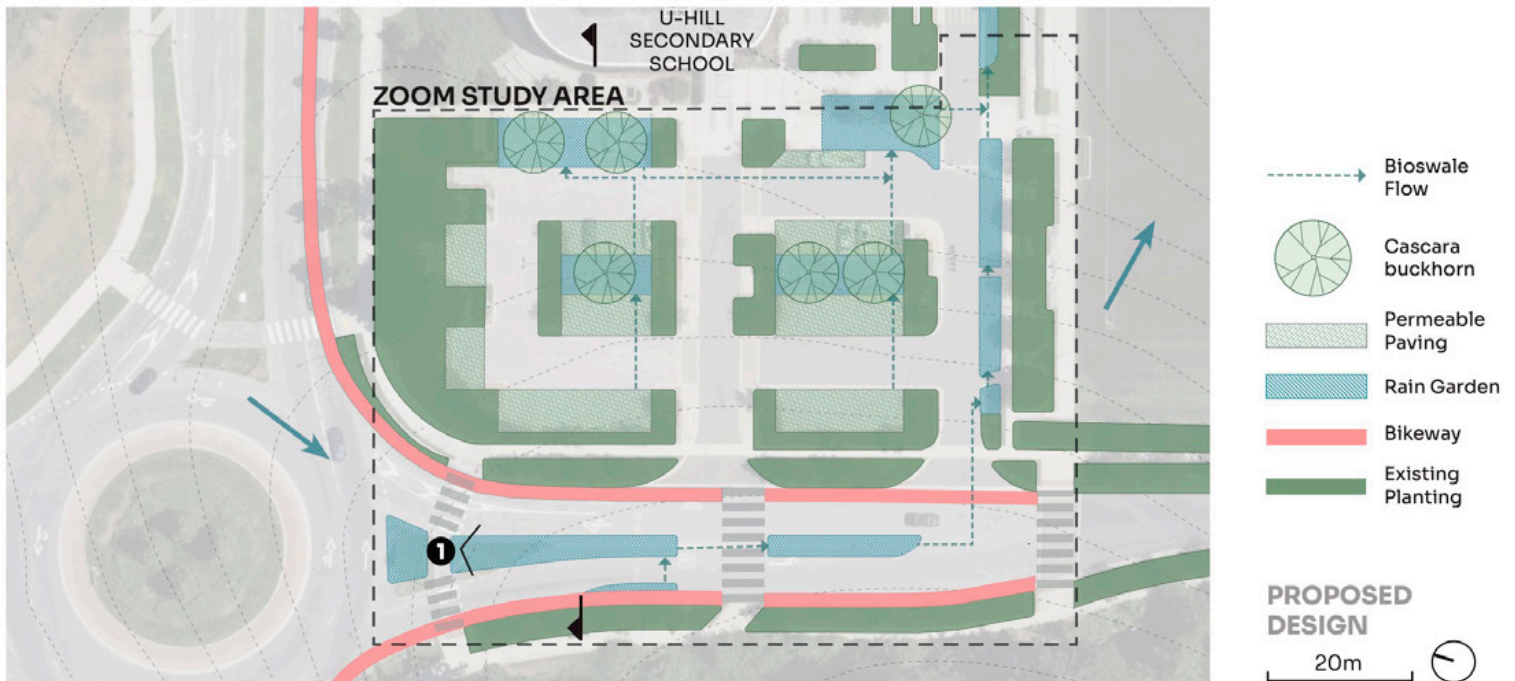 U-HILL
SECONDARY
SCHOOL
ZOOM STUDY AREA
1
Bioswale
Flow
Cascara
buckhorn
Permeable
Paving
Rain Garden
Bikeway
Existing
Planting
PROPOSED
DESIGN
20m